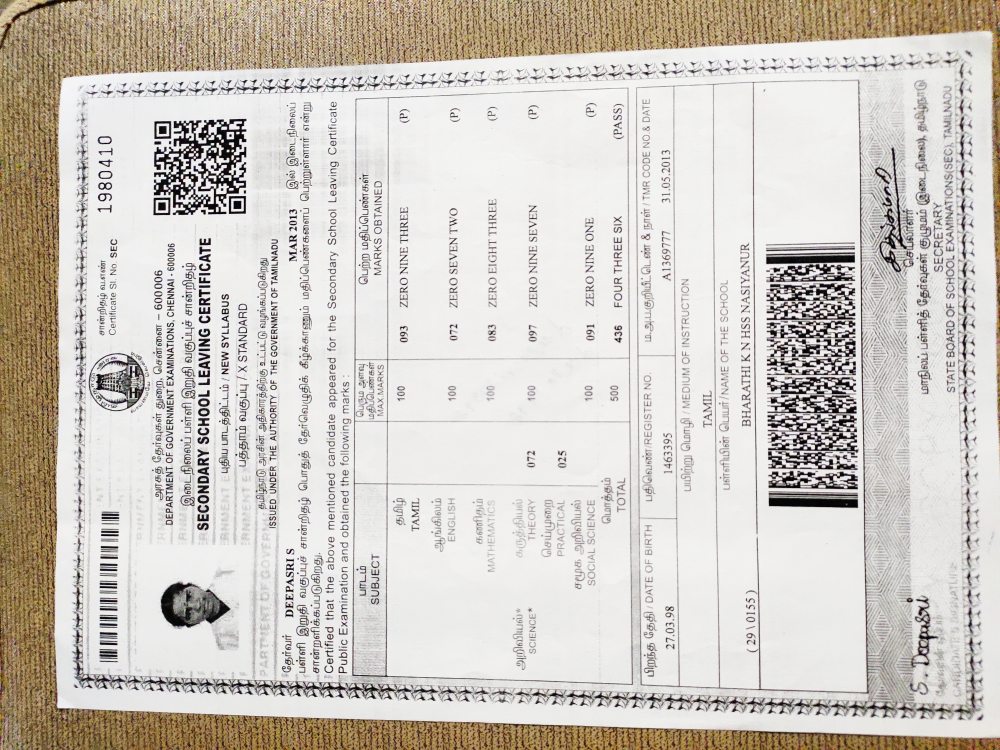 சான்றிதழ் வ.எண்
Certificate Sl. No. SEC 1980410
அரசுத் தேர்வுகள் துறை, சென்னை – 600006
DEPARTMENT OF GOVERNMENT EXAMINATIONS, CHENNAI - 600006
இடைநிலைப் பள்ளி இறுதி வகுப்புச் சான்றிதழ்
SECONDARY SCHOOL LEAVING CERTIFICATE
புதிய பாடத்திட்டம் / NEW SYLLABUS
பத்தாம் வகுப்பு / X STANDARD
தமிழ்நாடு அரசின் அதிகாரத்திற்கு உட்பட்டு வழங்கப்படுகிறது
ISSUED UNDER THE AUTHORITY OF THE GOVERNMENT OF TAMILNADU
தேர்வர் DEEPASRI S MAR 2013 இல் இடைநிலைப்
பள்ளி இறுதி வகுப்புச் சான்றிதழ் பொதுத் தேர்வெழுதிக் கீழ்க்காணும் மதிப்பெண்களைப் பெற்றுள்ளார் என்று
சான்றளிக்கப்படுகிறது.
Certified that the above mentioned candidate appeared for the Secondary School Leaving Certificate
Public Examination and obtained the following marks :
பாடம் பெரும அளவு மதிப்பெண்கள் பெற்ற மதிப்பெண்கள்
SUBJECT MAX.MARKS MARKS OBTAINED
தமிழ்
TAMIL 100 093 ZERO NINE THREE (P)
ஆங்கிலம்
ENGLISH 100 072 ZERO SEVEN TWO (P)
கணிதம்
MATHEMATICS 100 083 ZERO EIGHT THREE (P)
அறிவியல்* கருத்தியல்
SCIENCE* THEORY 072 100 097 ZERO NINE SEVEN (P)
செய்முறை
PRACTICAL 025
சமூக அறிவியல்
SOCIAL SCIENCE 100 091 ZERO NINE ONE (P)
மொத்தம்
TOTAL 500 436 FOUR THREE SIX (PASS)
பிறந்த தேதி / DATE OF BIRTH பதிவெண்/REGISTER NO. ம.அ.ப.குறியீட்டெண் & நாள் / TMR CODE NO.& DATE
27.03.98 1463395 A1369777 31.05.2013
பயிற்று மொழி / MEDIUM OF INSTRUCTION
TAMIL
பள்ளியின் பெயர்/NAME OF THE SCHOOL
( 29 \ 0155 ) BHARATHI K N HSS NASIYANUR
S. Deepasri
CANDIDATE'S SIGNATURE
செயலாளர்
மாநிலப் பள்ளித் தேர்வுகள் குழுமம் (இடைநிலை), தமிழ்நாடு
SECRETARY
STATE BOARD OF SCHOOL EXAMINATIONS(SEC), TAMILNADU